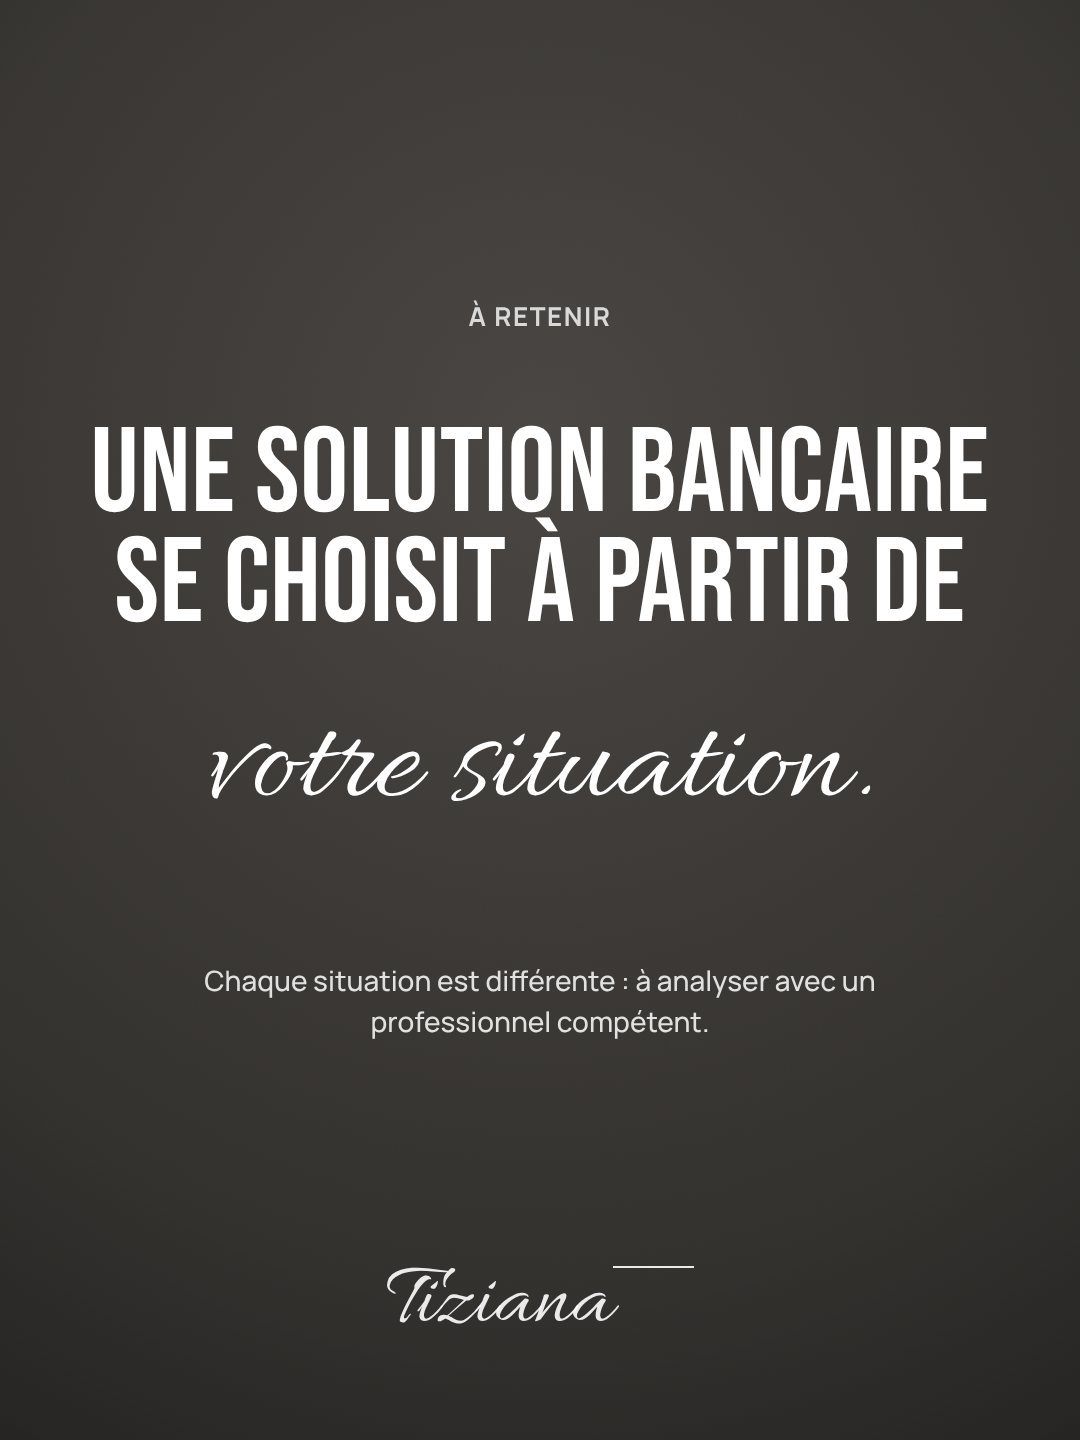 À RETENIR
UNE SOLUTION BANCAIRE
SE CHOISIT À PARTIR DE
votre situation.
Chaque situation est différente : à analyser avec un
professionnel compétent.
Tiziana